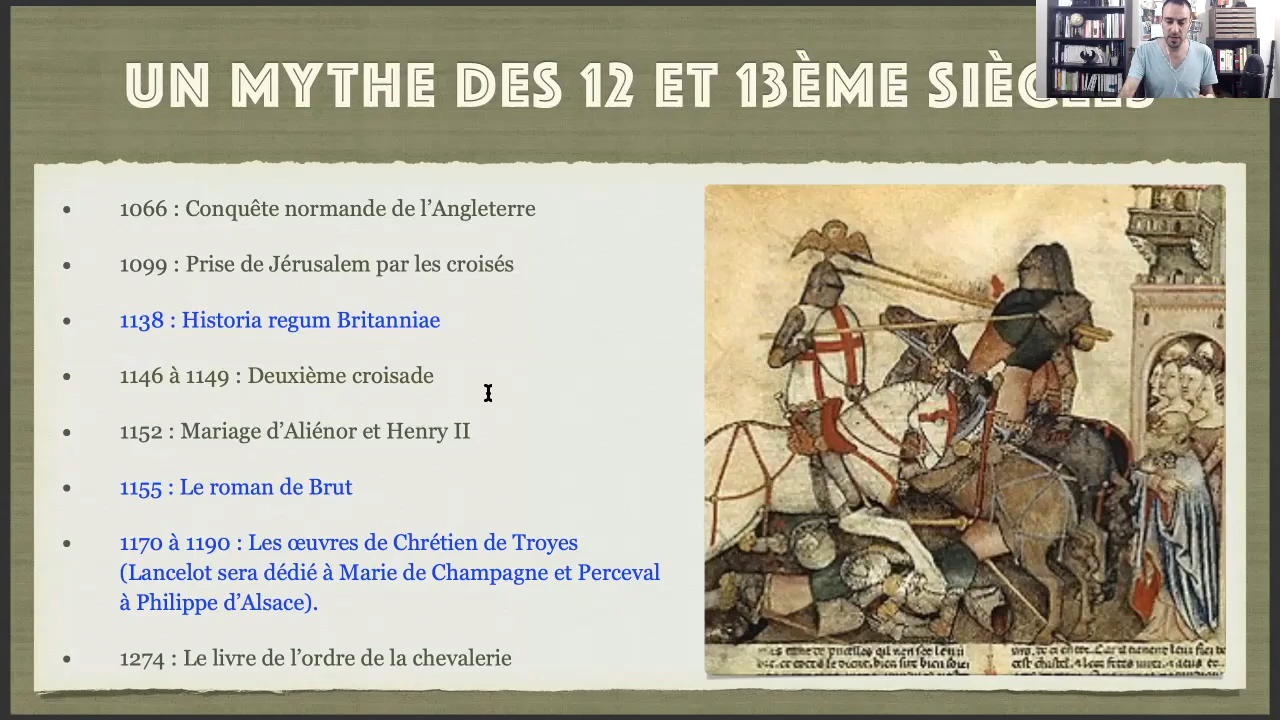 UN MYTHE DES 12 ET 13ÈME
1066 : Conquête normande de l’Angleterre
1099 : Prise de Jérusalem par les croisés
1138 : Historia regum Britanniae
1146 à 1149 : Deuxième croisade
1152 : Mariage d’Aliénor et Henry II
1155 : Le roman de Brut
1170 à 1190 : Les œuvres de Chrétien de Troyes
(Lancelot sera dédié à Marie de Champagne et Perceval
à Philippe d’Alsace).
1274 : Le livre de l’ordre de la chevalerie